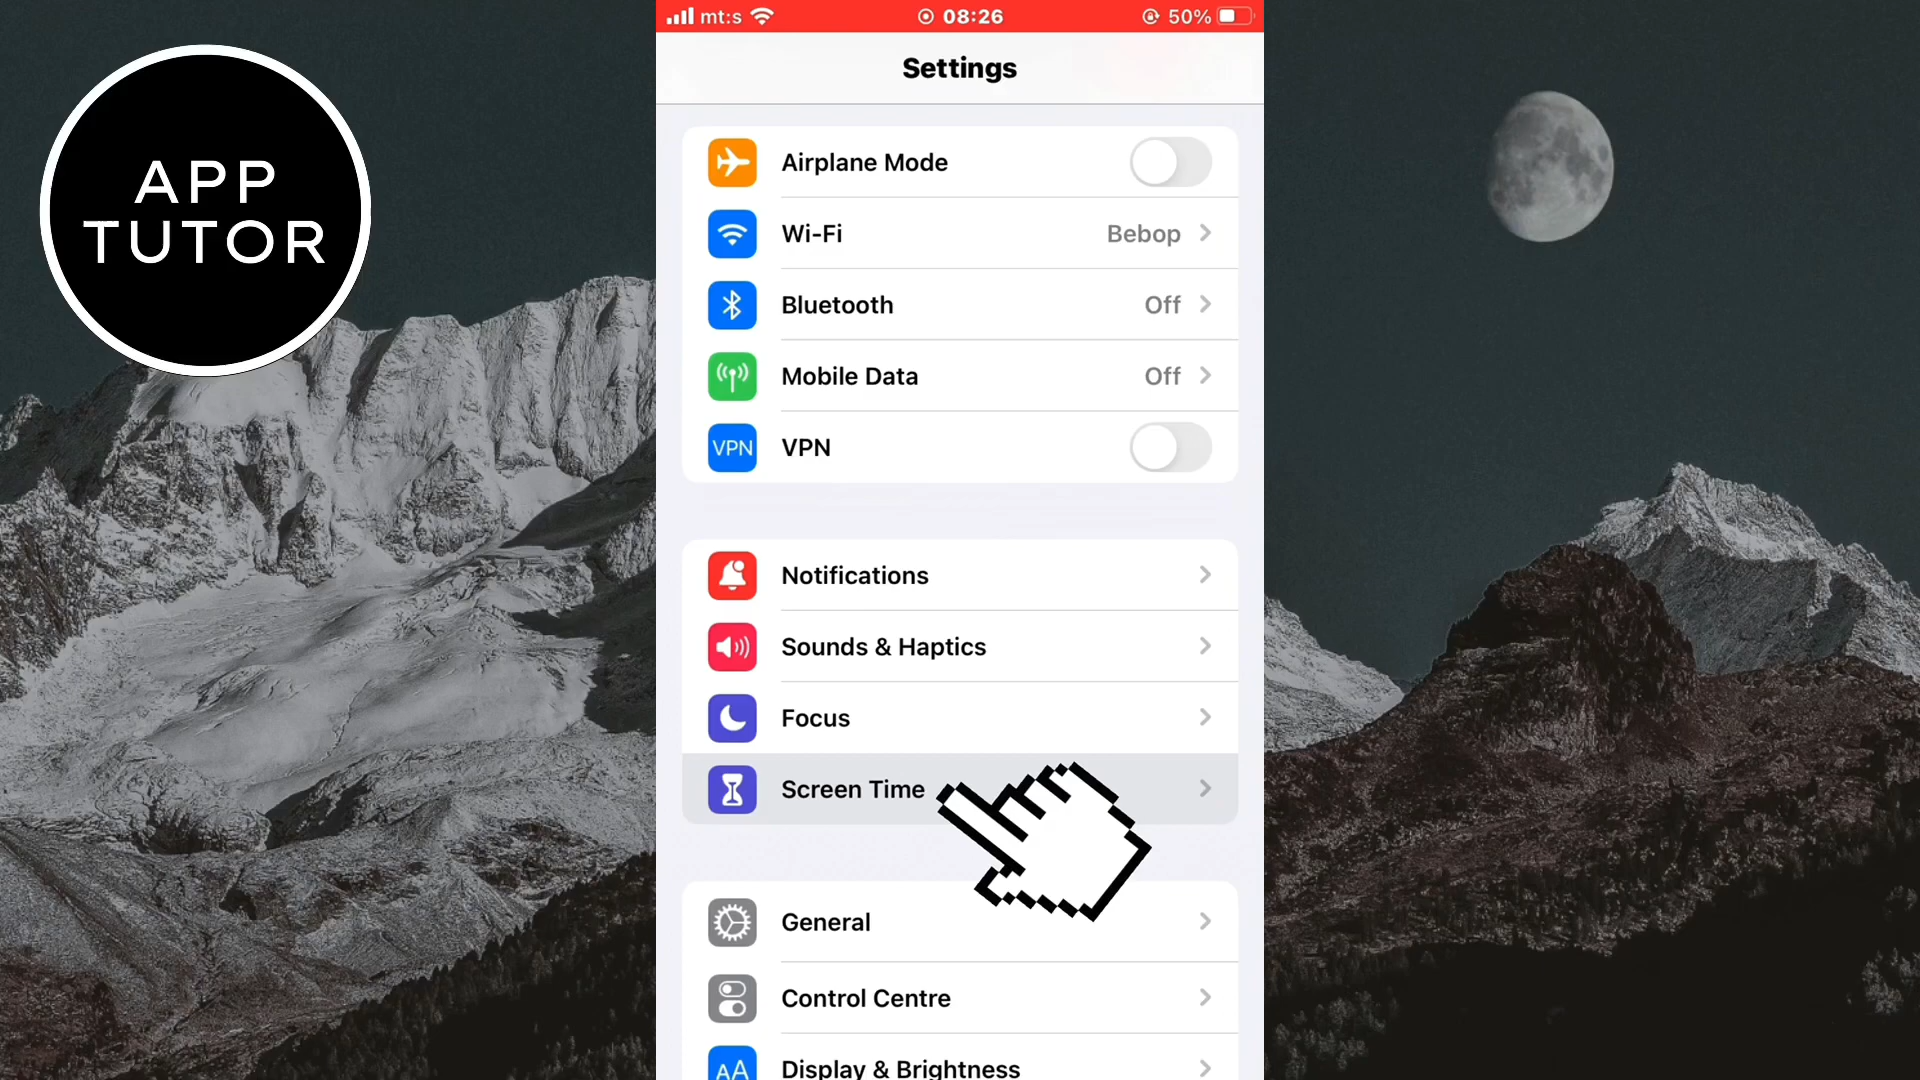 APP
TUTOR
mt:s
08:26
50%
Settings
Airplane Mode
Wi-Fi Bebop
Bluetooth Off
Mobile Data Off
VPN VPN
Notifications
Sounds & Haptics
Focus
Screen Time
General
Control Centre
AA Display & Brightness